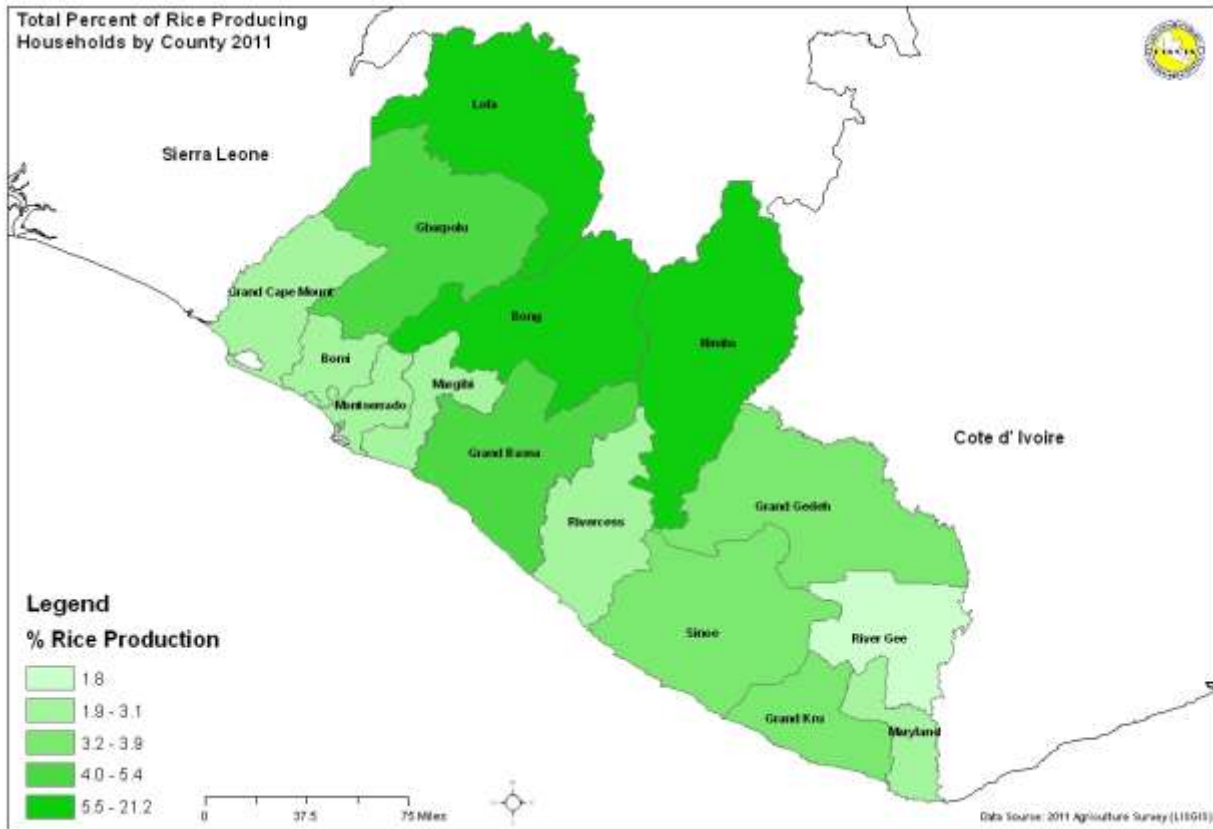 Total Percent of Rice Producing
Households by County 2011
Lofa
Sierra Leone
Gbarpolu
Grand Cape Mount
Bong
Nimba
Bomi
Margibi
Montserrado
Grand Bassa
Cote d' Ivoire
Grand Gedeh
Rivercess
Sinoe
River Gee
Grand Kru
Maryland
Legend
% Rice Production
1.8
1.9 - 3.1
3.2 - 3.9
4.0 - 5.4
5.5 - 21.2
0 37.5 75 Miles
Data Source: 2011 Agriculture Survey (LISGIS)